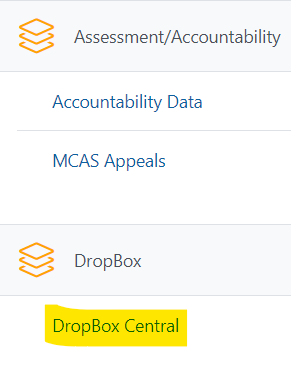 Assessment/Accountability
Accountability Data
MCAS Appeals
DropBox
DropBox Central